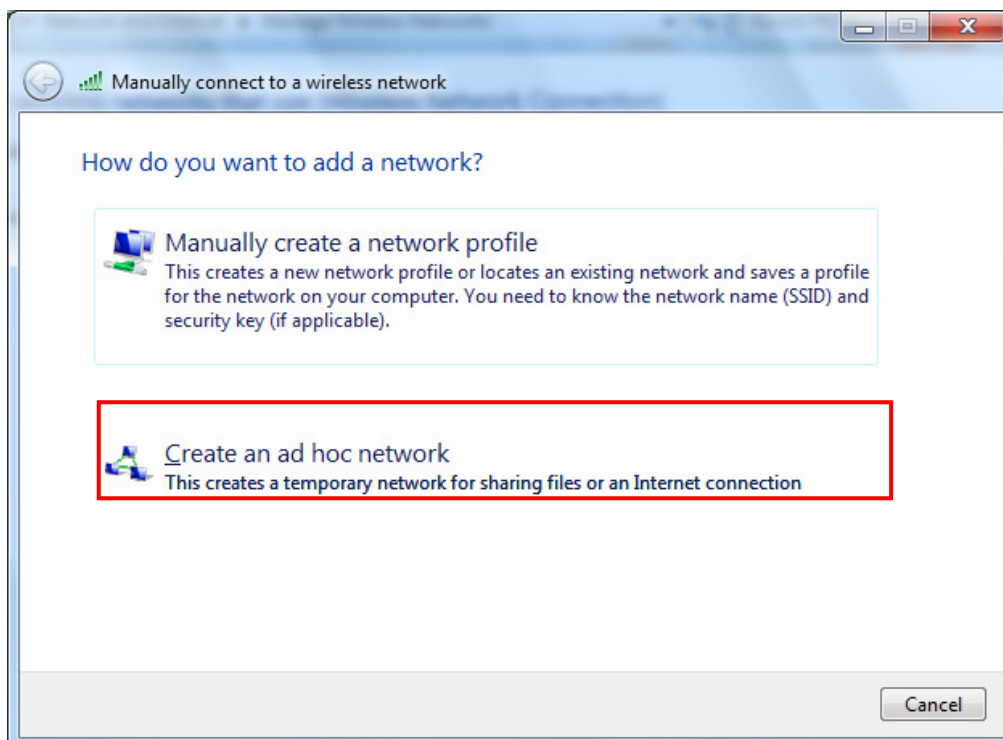 Manually connect to a wireless network
How do you want to add a network?
Manually create a network profile
This creates a new network profile or locates an existing network and saves a profile
for the network on your computer. You need to know the network name (SSID) and
security key (if applicable).
Create an ad hoc network
This creates a temporary network for sharing files or an Internet connection
Cancel